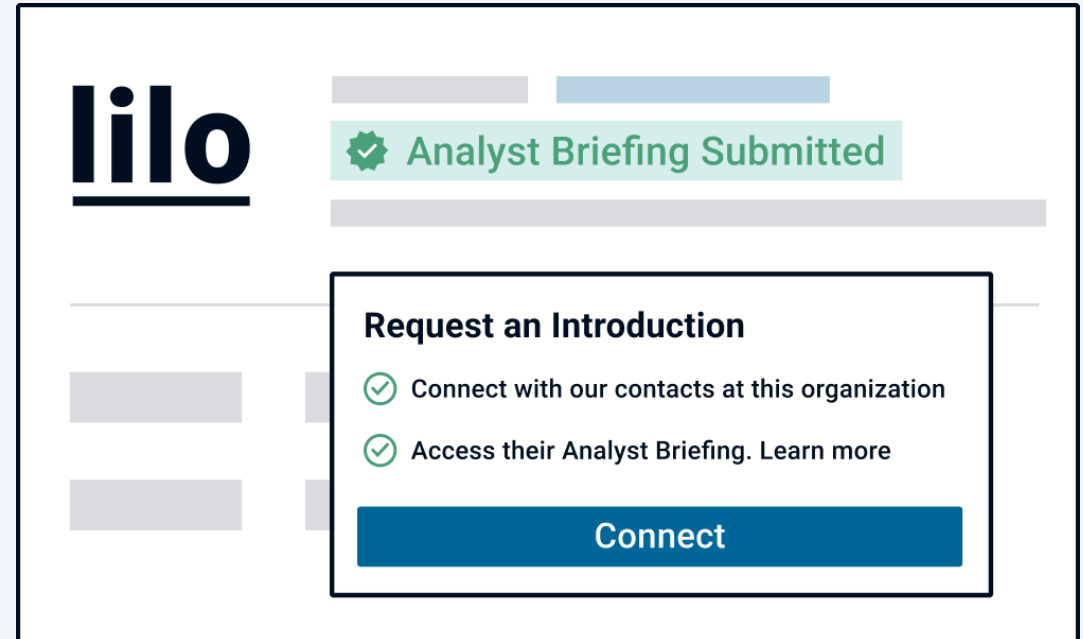 lilo
Analyst Briefing Submitted
Request an Introduction
Connect with our contacts at this organization
Access their Analyst Briefing. Learn more
Connect